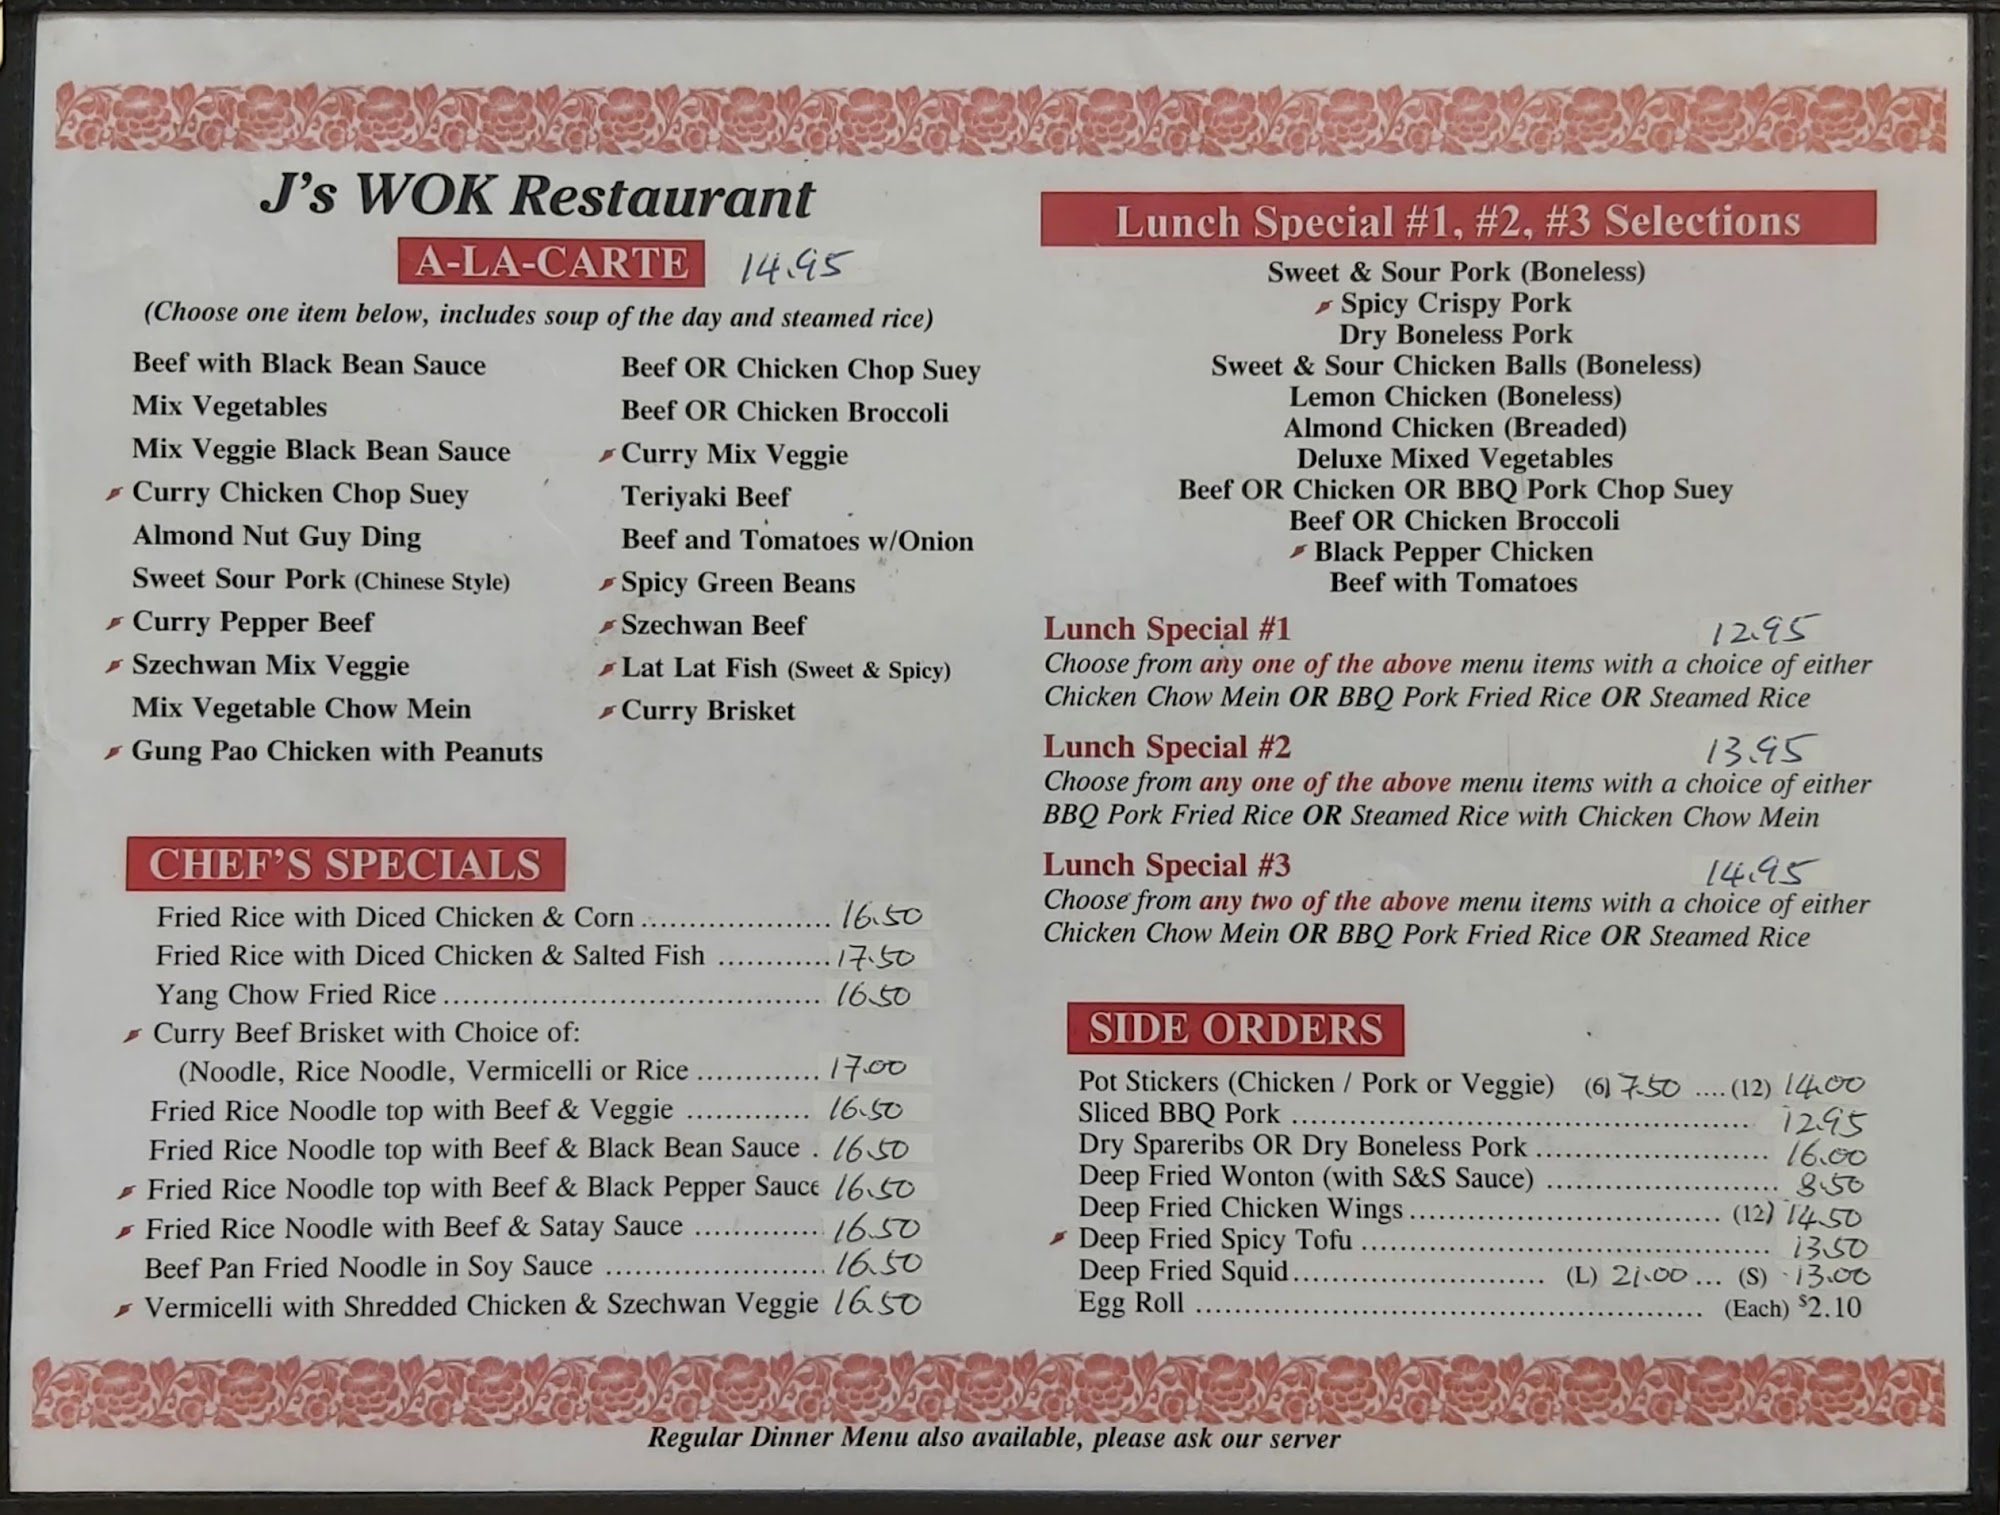 J's WOK Restaurant
A-LA-CARTE 14.95
(Choose one item below, includes soup of the day and steamed rice)
Beef with Black Bean Sauce
Mix Vegetables
Mix Veggie Black Bean Sauce
Curry Chicken Chop Suey
Almond Nut Guy Ding
Sweet Sour Pork (Chinese Style)
Curry Pepper Beef
Szechwan Mix Veggie
Mix Vegetable Chow Mein
Gung Pao Chicken with Peanuts
Beef OR Chicken Chop Suey
Beef OR Chicken Broccoli
Curry Mix Veggie
Teriyaki Beef
Beef and Tomatoes w/Onion
Spicy Green Beans
Szechwan Beef
Lat Lat Fish (Sweet & Spicy)
Curry Brisket
CHEF'S SPECIALS
Fried Rice with Diced Chicken & Corn ..................... 16.50
Fried Rice with Diced Chicken & Salted Fish ............ 17.50
Yang Chow Fried Rice ......................................... 16.50
Curry Beef Brisket with Choice of:
(Noodle, Rice Noodle, Vermicelli or Rice ............. 17.00
Fried Rice Noodle top with Beef & Veggie ............. 16.50
Fried Rice Noodle top with Beef & Black Bean Sauce . 16.50
Fried Rice Noodle top with Beef & Black Pepper Sauce 16.50
Fried Rice Noodle with Beef & Satay Sauce ............. 16.50
Beef Pan Fried Noodle in Soy Sauce ....................... 16.50
Vermicelli with Shredded Chicken & Szechwan Veggie 16.50
Lunch Special #1, #2, #3 Selections
Sweet & Sour Pork (Boneless)
Spicy Crispy Pork
Dry Boneless Pork
Sweet & Sour Chicken Balls (Boneless)
Lemon Chicken (Boneless)
Almond Chicken (Breaded)
Deluxe Mixed Vegetables
Beef OR Chicken OR BBQ Pork Chop Suey
Beef OR Chicken Broccoli
Black Pepper Chicken
Beef with Tomatoes
Lunch Special #1 12.95
Choose from any one of the above menu items with a choice of either
Chicken Chow Mein OR BBQ Pork Fried Rice OR Steamed Rice
Lunch Special #2 13.95
Choose from any one of the above menu items with a choice of either
BBQ Pork Fried Rice OR Steamed Rice with Chicken Chow Mein
Lunch Special #3 14.95
Choose from any two of the above menu items with a choice of either
Chicken Chow Mein OR BBQ Pork Fried Rice OR Steamed Rice
SIDE ORDERS
Pot Stickers (Chicken / Pork or Veggie) (6) 7.50 .... (12) 14.00
Sliced BBQ Pork .................................................. 12.95
Dry Spareribs OR Dry Boneless Pork .......................... 16.00
Deep Fried Wonton (with S&S Sauce) .......................... 8.50
Deep Fried Chicken Wings .................................. (12) 14.50
Deep Fried Spicy Tofu ............................................. 13.50
Deep Fried Squid ............................ (L) 21.00 ... (S) 13.00
Egg Roll ...................................................... (Each) $2.10
Regular Dinner Menu also available, please ask our server